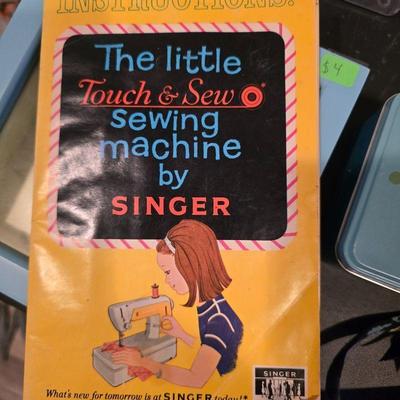 INSTRUCTIONS:
The little
Touch & Sew
sewing
machine
by
SINGER
What's new for tomorrow is at SINGER today!*
SINGER
$4